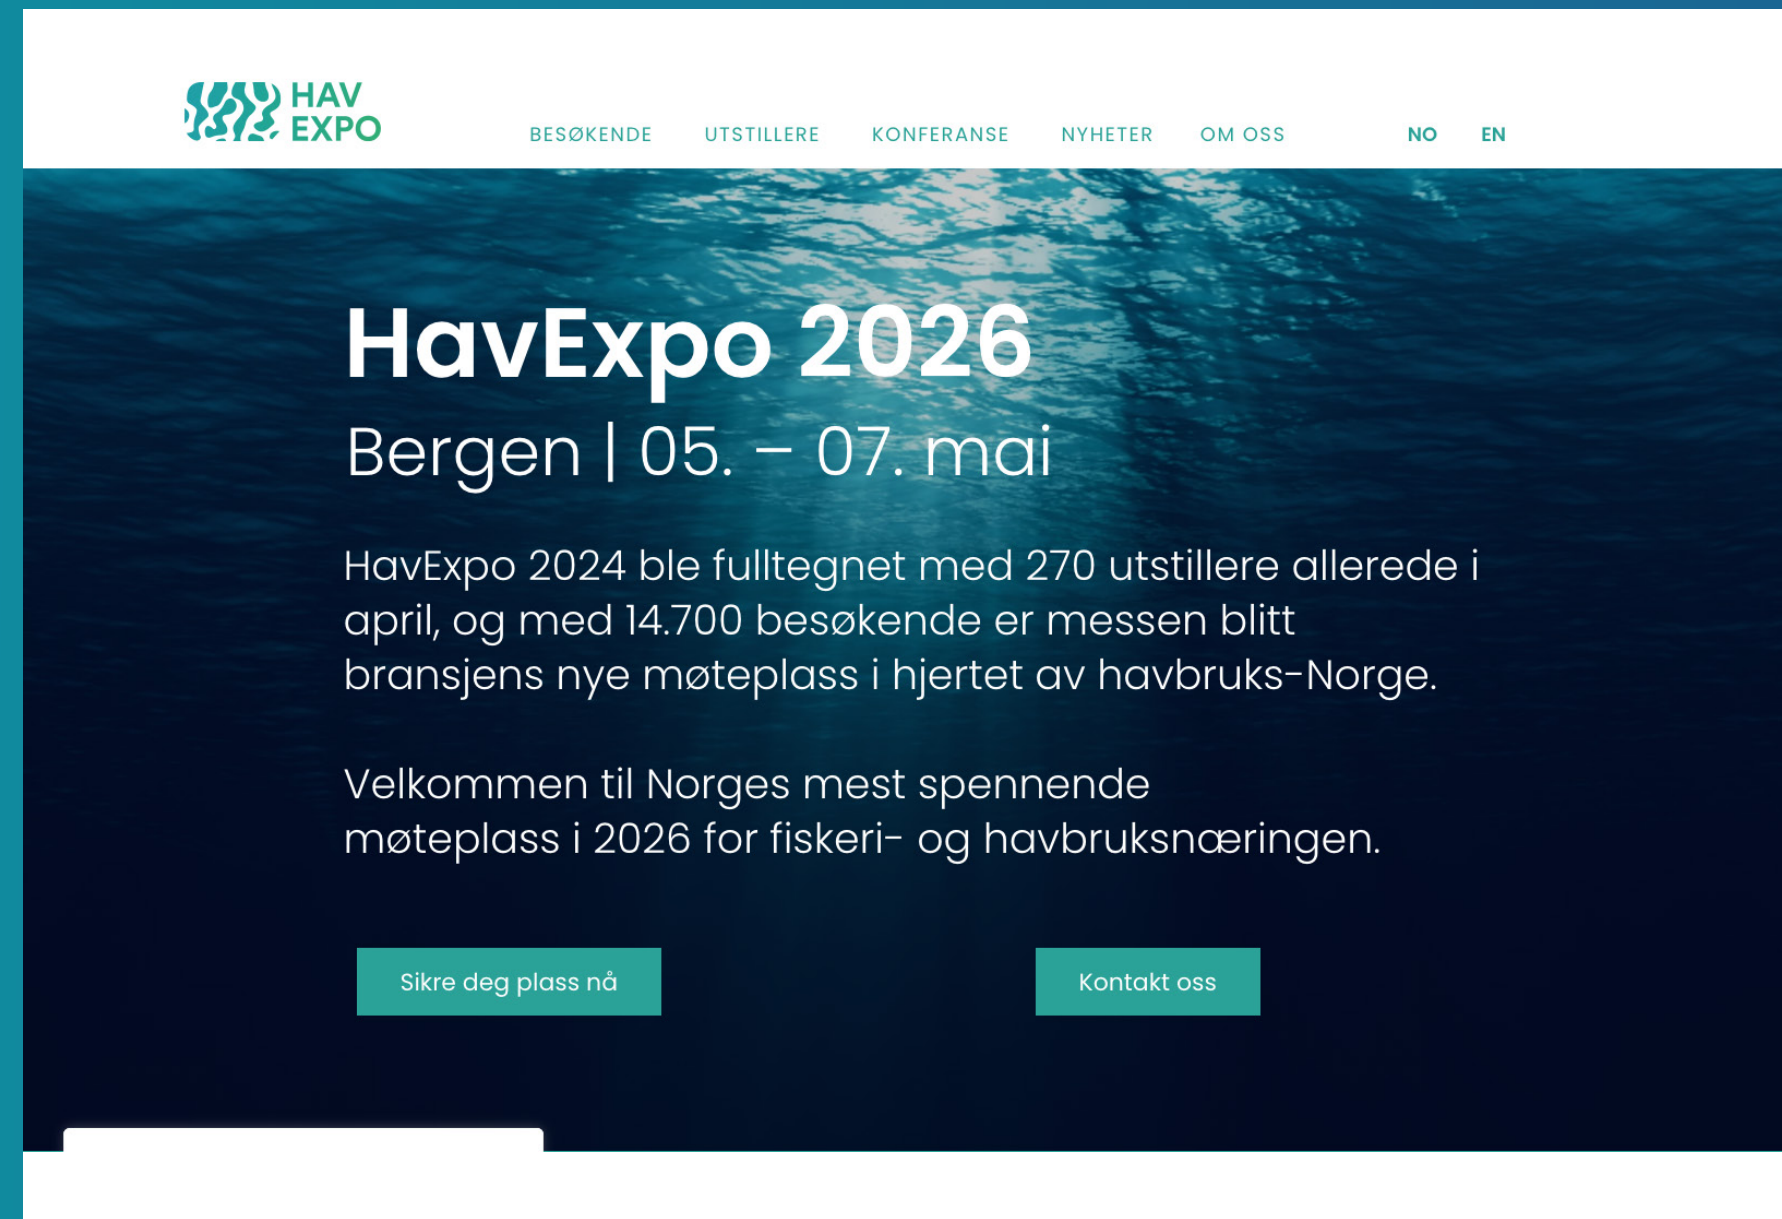 HAV
EXPO
BESØKENDE UTSTILLERE KONFERANSE NYHETER OM OSS NO EN
HavExpo 2026
Bergen | 05. – 07. mai
HavExpo 2024 ble fulltegnet med 270 utstillere allerede i
april, og med 14.700 besøkende er messen blitt
bransjens nye møteplass i hjertet av havbruks-Norge.
Velkommen til Norges mest spennende
møteplass i 2026 for fiskeri- og havbruksnæringen.
Sikre deg plass nå
Kontakt oss